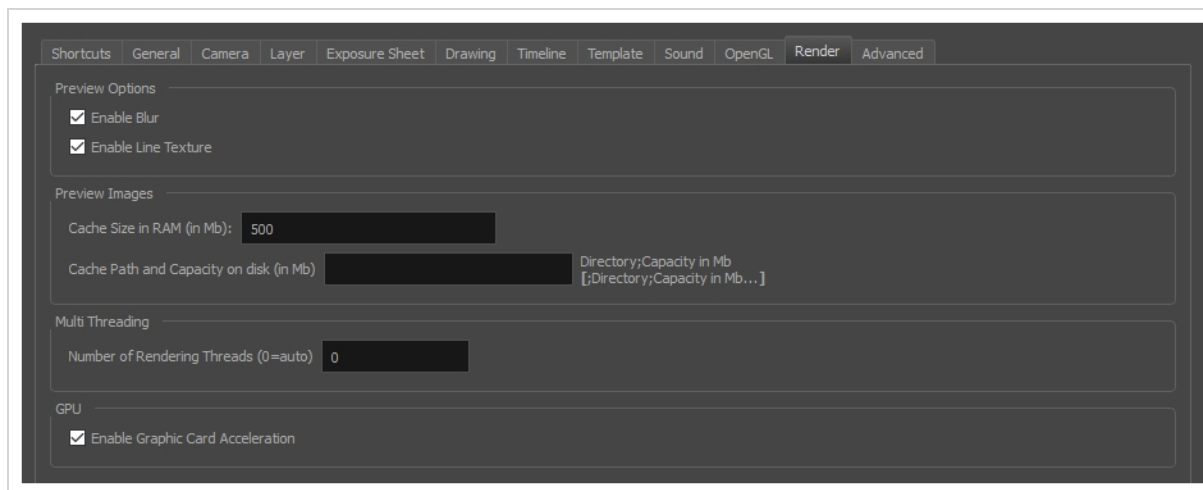 Shortcuts General Camera Layer Exposure Sheet Drawing Timeline Template Sound OpenGL Render Advanced
Preview Options
Enable Blur
Enable Line Texture
Preview Images
Cache Size in RAM (in Mb): 500
Cache Path and Capacity on disk (in Mb) Directory;Capacity in Mb
[;Directory;Capacity in Mb...]
Multi Threading
Number of Rendering Threads (0=auto) 0
GPU
Enable Graphic Card Acceleration